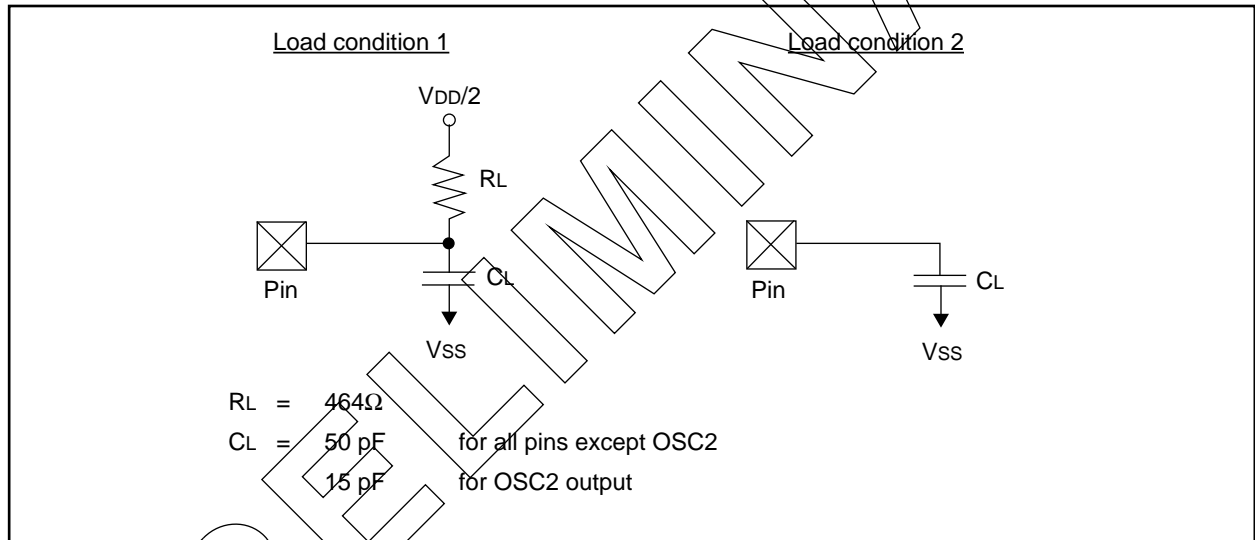 Load condition 1 Load condition 2
VDD/2
RL
CL
Pin
VSS
Pin
CL
VSS
RL = 464Ω
CL = 50 pF for all pins except OSC2
15 pF for OSC2 output